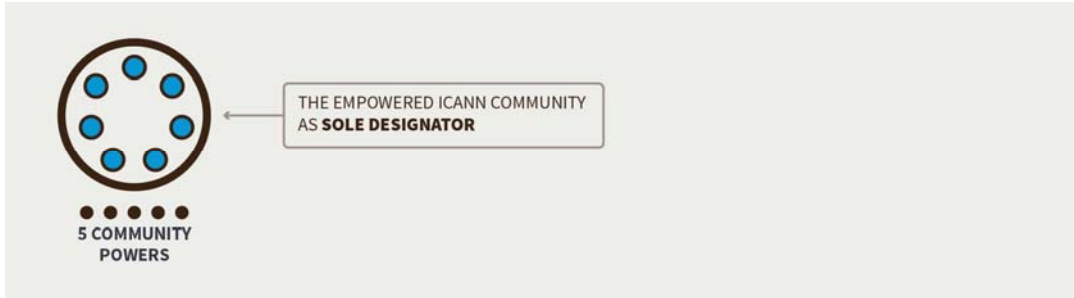 THE EMPOWERED ICANN COMMUNITY
AS SOLE DESIGNATOR
5 COMMUNITY
POWERS